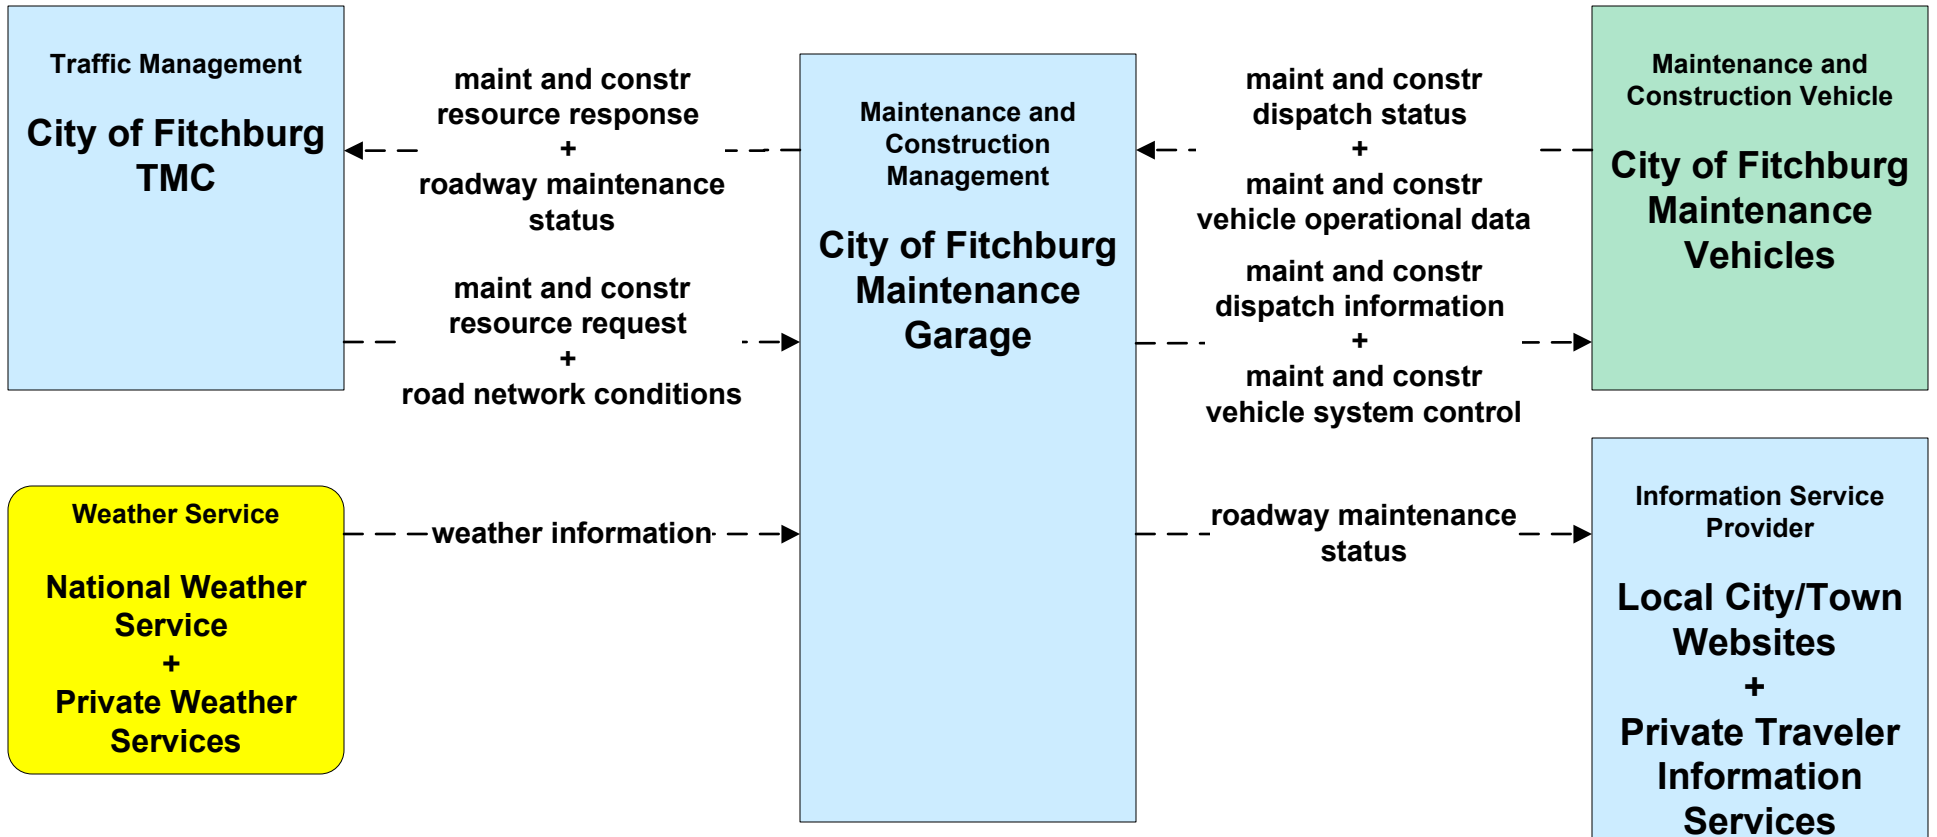 Traffic Management
City of Fitchburg
TMC
maint and constr
resource response
+
roadway maintenance
status
maint and constr
resource request
+
road network conditions
Weather Service
National Weather
Service
+
Private Weather
Services
weather information
Maintenance and
Construction
Management
City of Fitchburg
Maintenance
Garage
maint and constr
dispatch status
+
maint and constr
vehicle operational data
maint and constr
dispatch information
+
maint and constr
vehicle system control
roadway maintenance
status
Maintenance and
Construction Vehicle
City of Fitchburg
Maintenance
Vehicles
Information Service
Provider
Local City/Town
Websites
+
Private Traveler
Information
Services